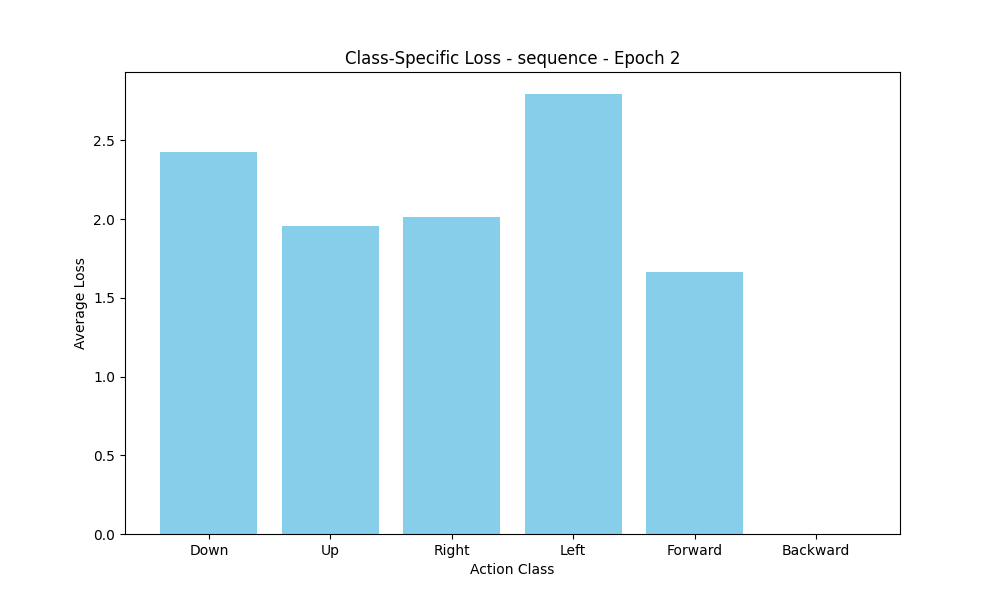 Class-Specific Loss - sequence - Epoch 2
Average Loss
2.5
2.0
1.5
1.0
0.5
0.0
Down Up Right Left Forward Backward
Action Class